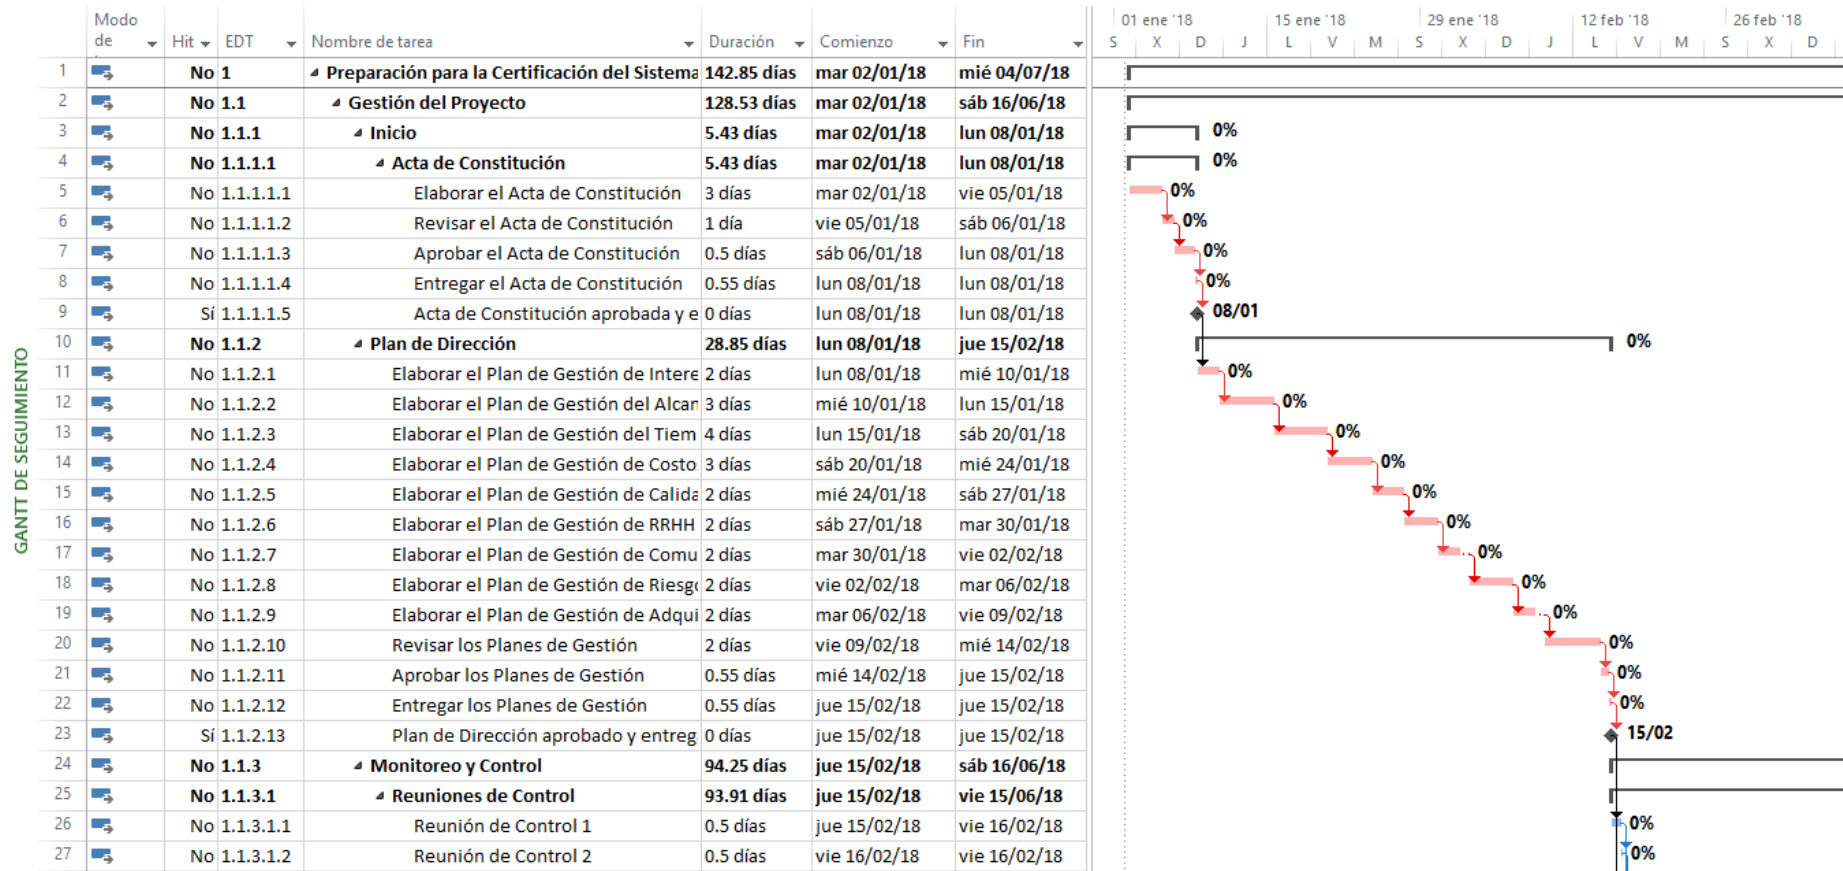 Modo de
Hit EDT Nombre de tarea Duración Comienzo Fin
01 ene '18 15 ene '18 29 ene '18 12 feb '18 26 feb '18
S X D J L V M S X D J L V M S X D
GANTT DE SEGUIMIENTO
1 No 1 Preparación para la Certificación del Sistema 142.85 días mar 02/01/18 mié 04/07/18
2 No 1.1 Gestión del Proyecto 128.53 días mar 02/01/18 sáb 16/06/18
3 No 1.1.1 Inicio 5.43 días mar 02/01/18 lun 08/01/18 0%
4 No 1.1.1.1 Acta de Constitución 5.43 días mar 02/01/18 lun 08/01/18 0%
5 No 1.1.1.1.1 Elaborar el Acta de Constitución 3 días mar 02/01/18 vie 05/01/18 0%
6 No 1.1.1.1.2 Revisar el Acta de Constitución 1 día vie 05/01/18 sáb 06/01/18 0%
7 No 1.1.1.1.3 Aprobar el Acta de Constitución 0.5 días sáb 06/01/18 lun 08/01/18 0%
8 No 1.1.1.1.4 Entregar el Acta de Constitución 0.55 días lun 08/01/18 lun 08/01/18 0%
9 Sí 1.1.1.1.5 Acta de Constitución aprobada y e 0 días lun 08/01/18 lun 08/01/18 08/01
10 No 1.1.2 Plan de Dirección 28.85 días lun 08/01/18 jue 15/02/18 0%
11 No 1.1.2.1 Elaborar el Plan de Gestión de Intere 2 días lun 08/01/18 mié 10/01/18 0%
12 No 1.1.2.2 Elaborar el Plan de Gestión del Alcan 3 días mié 10/01/18 lun 15/01/18 0%
13 No 1.1.2.3 Elaborar el Plan de Gestión del Tiem 4 días lun 15/01/18 sáb 20/01/18 0%
14 No 1.1.2.4 Elaborar el Plan de Gestión de Costo 3 días sáb 20/01/18 mié 24/01/18 0%
15 No 1.1.2.5 Elaborar el Plan de Gestión de Calida 2 días mié 24/01/18 sáb 27/01/18 0%
16 No 1.1.2.6 Elaborar el Plan de Gestión de RRHH 2 días sáb 27/01/18 mar 30/01/18 0%
17 No 1.1.2.7 Elaborar el Plan de Gestión de Comu 2 días mar 30/01/18 vie 02/02/18 0%
18 No 1.1.2.8 Elaborar el Plan de Gestión de Riesg 2 días vie 02/02/18 mar 06/02/18 0%
19 No 1.1.2.9 Elaborar el Plan de Gestión de Adqui 2 días mar 06/02/18 vie 09/02/18 0%
20 No 1.1.2.10 Revisar los Planes de Gestión 2 días vie 09/02/18 mié 14/02/18 0%
21 No 1.1.2.11 Aprobar los Planes de Gestión 0.55 días mié 14/02/18 jue 15/02/18 0%
22 No 1.1.2.12 Entregar los Planes de Gestión 0.55 días jue 15/02/18 jue 15/02/18 0%
23 Sí 1.1.2.13 Plan de Dirección aprobado y entreg 0 días jue 15/02/18 jue 15/02/18 15/02
24 No 1.1.3 Monitoreo y Control 94.25 días jue 15/02/18 sáb 16/06/18
25 No 1.1.3.1 Reuniones de Control 93.91 días jue 15/02/18 vie 15/06/18
26 No 1.1.3.1.1 Reunión de Control 1 0.5 días jue 15/02/18 vie 16/02/18 0%
27 No 1.1.3.1.2 Reunión de Control 2 0.5 días vie 16/02/18 vie 16/02/18 0%